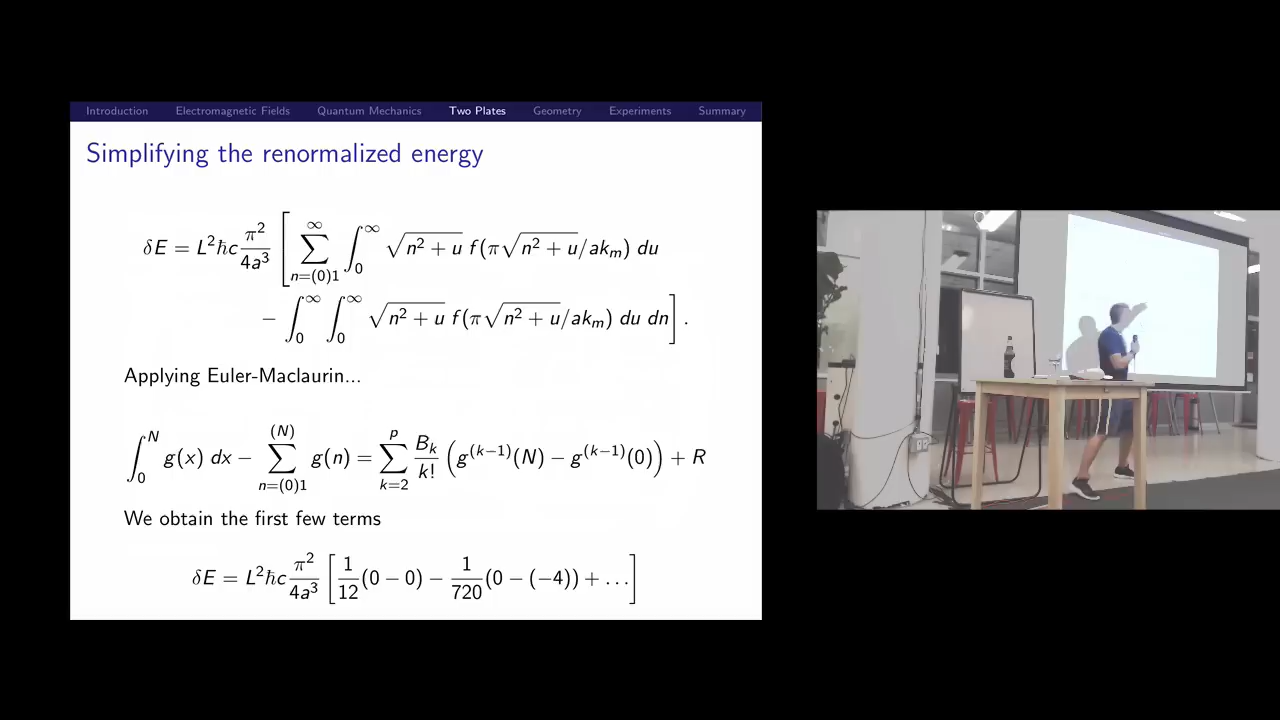 Introduction Electromagnetic Fields Quantum Mechanics Two Plates Geometry Experiments Summary
Simplifying the renormalized energy
δE = L²ℏc π²/4a³ [ ∑_{n=(0)1}^{∞} ∫_0^∞ √(n² + u) f(π√(n² + u)/ak_m) du
− ∫_0^∞ ∫_0^∞ √(n² + u) f(π√(n² + u)/ak_m) du dn ] .
Applying Euler-Maclaurin...
∫_0^N g(x) dx − ∑_{n=(0)1}^{(N)} g(n) = ∑_{k=2}^{p} B_k/k! (g^{(k−1)}(N) − g^{(k−1)}(0)) + R
We obtain the first few terms
δE = L²ℏc π²/4a³ [ 1/12 (0 − 0) − 1/720 (0 − (−4)) + ... ]